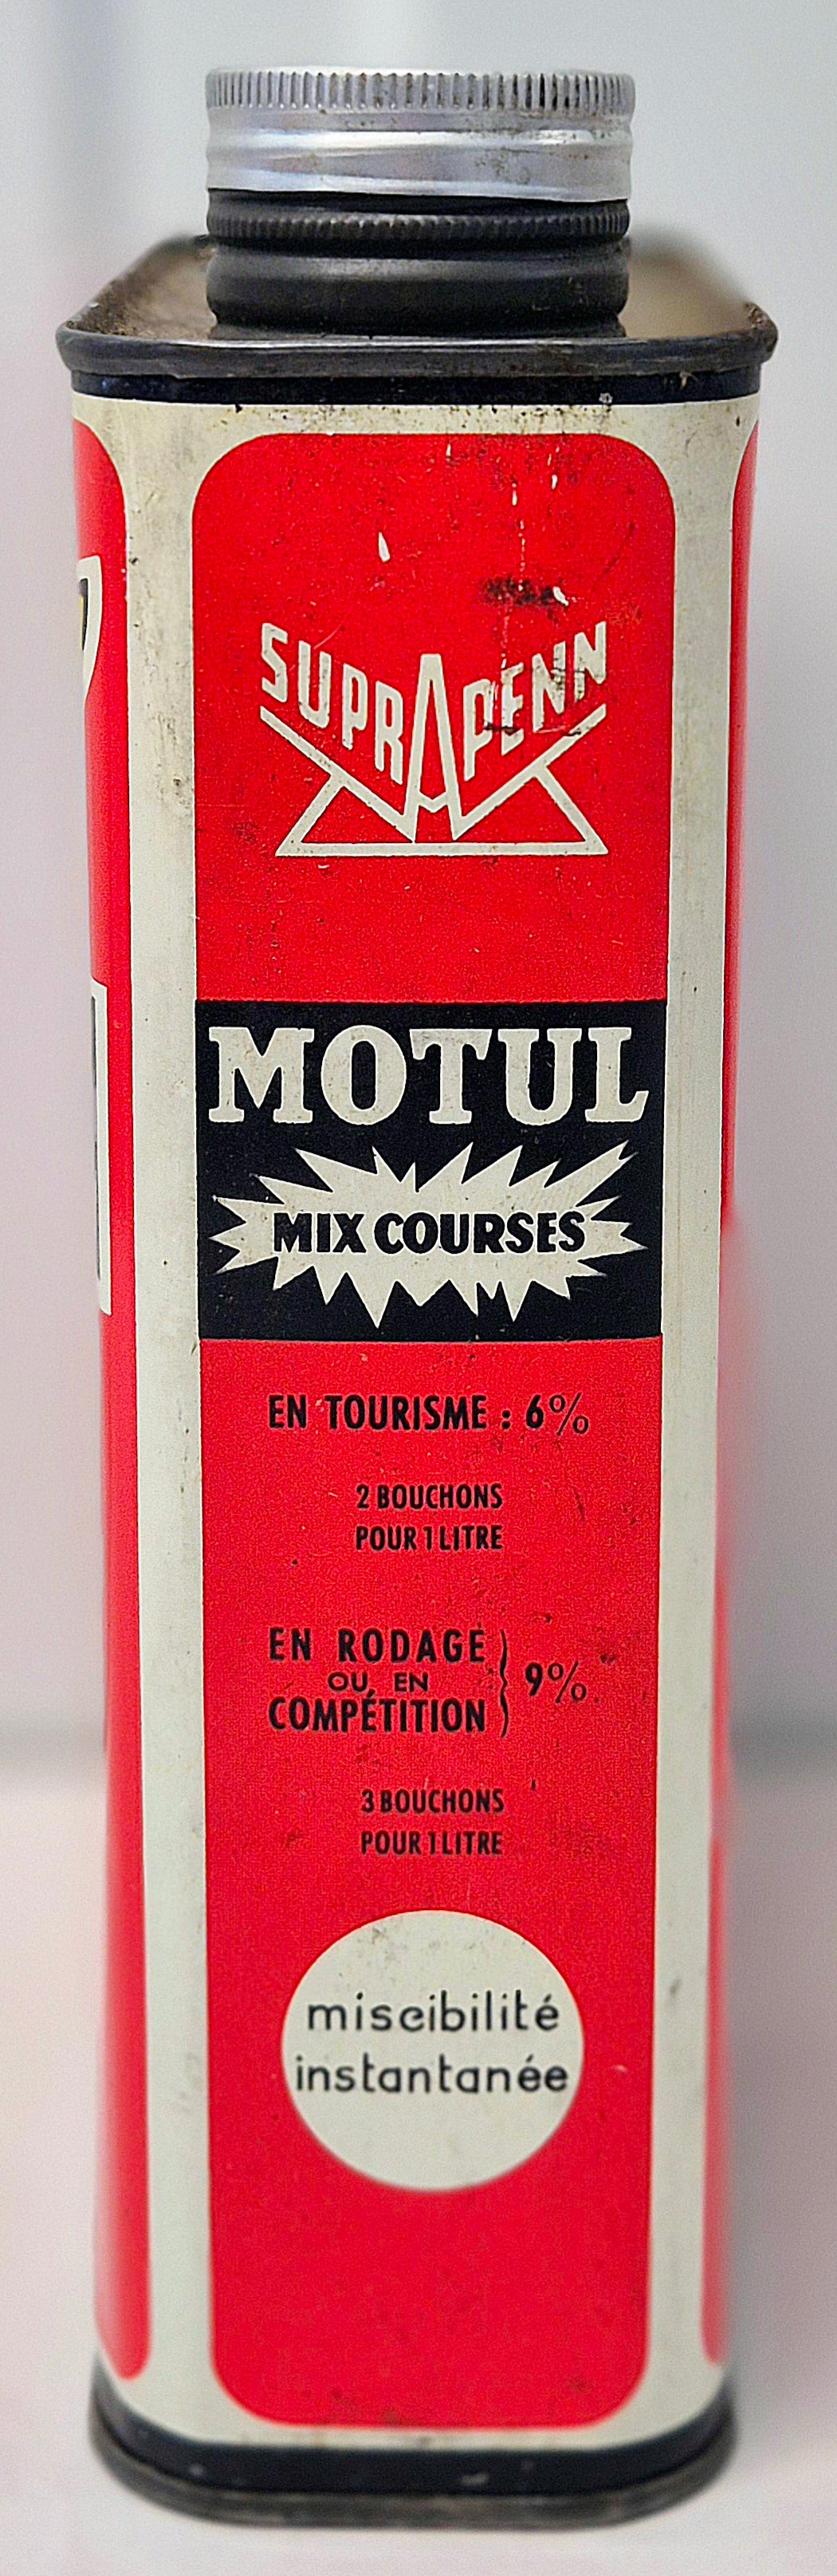 SUPRAPENN
MOTUL
MIX COURSES
EN TOURISME : 6%
2 BOUCHONS
POUR 1 LITRE
EN RODAGE
OU EN
COMPÉTITION
9%
3 BOUCHONS
POUR 1 LITRE
miscibilité
instantanée